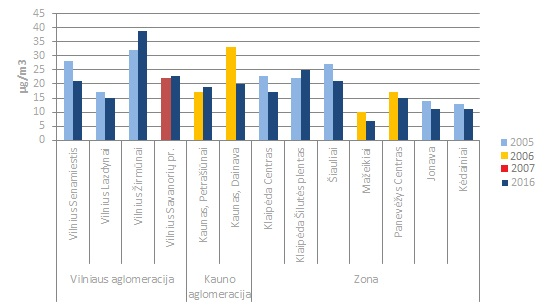 45
40
35
30
25
20
15
10
5
0
µg/m3
Vilnius Senamiestis
Vilnius Lazdynai
Vilnius Žirmūnai
Vilnius Savanorių pr.
Kaunas, Petrašiūnai
Kaunas, Dainava
Klaipėda Centras
Klaipėda Šilutės plentas
Šiauliai
Mažeikiai
Panevėžys Centras
Jonava
Kėdainiai
Vilniaus aglomeracija
Kauno
aglomeracija
Zona
2005
2006
2007
2016